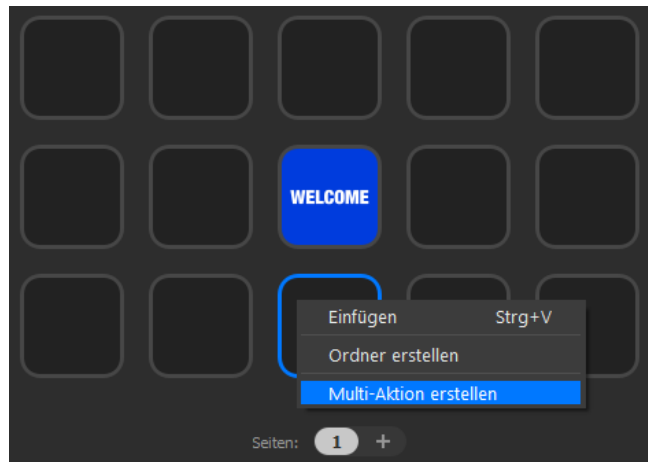 WELCOME
Einfügen Strg+V
Ordner erstellen
Multi-Aktion erstellen
Seiten: 1 +